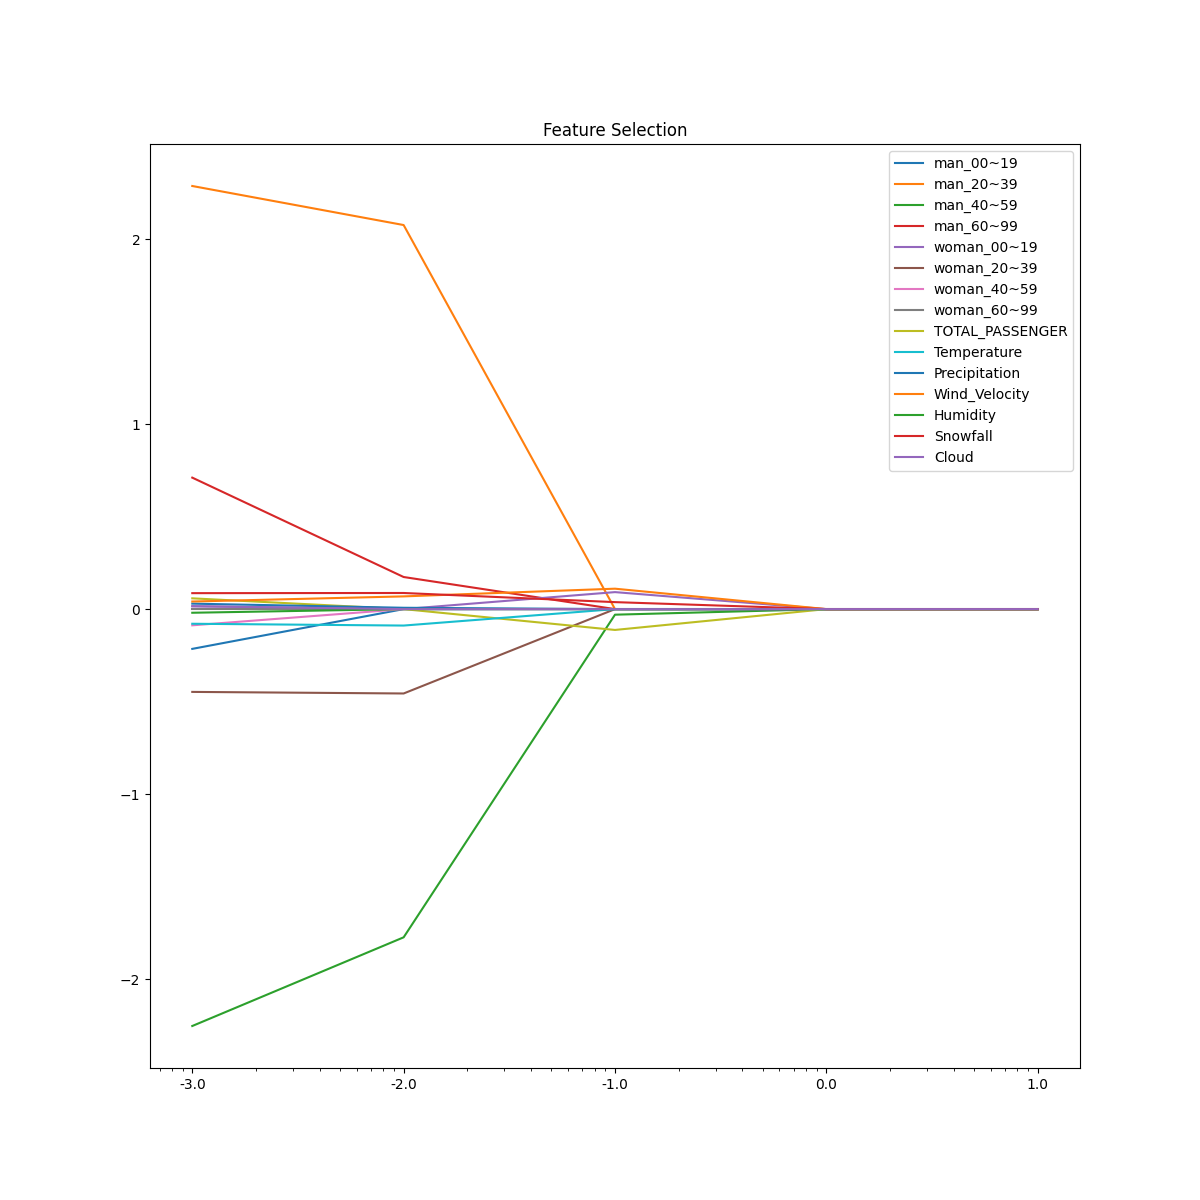 Feature Selection
man_00~19
man_20~39
man_40~59
man_60~99
woman_00~19
woman_20~39
woman_40~59
woman_60~99
TOTAL_PASSENGER
Temperature
Precipitation
Wind_Velocity
Humidity
Snowfall
Cloud
2
1
0
−1
−2
-3.0 -2.0 -1.0 0.0 1.0